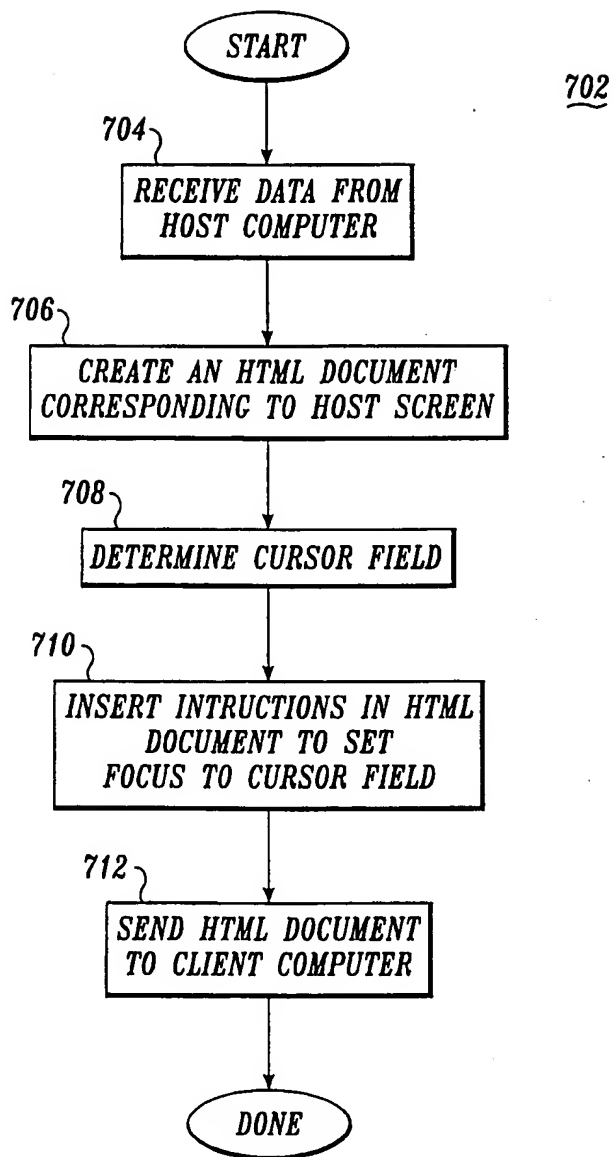 START
702
704
RECEIVE DATA FROM
HOST COMPUTER
706
CREATE AN HTML DOCUMENT
CORRESPONDING TO HOST SCREEN
708
DETERMINE CURSOR FIELD
710
INSERT INTRUCTIONS IN HTML
DOCUMENT TO SET
FOCUS TO CURSOR FIELD
712
SEND HTML DOCUMENT
TO CLIENT COMPUTER
DONE